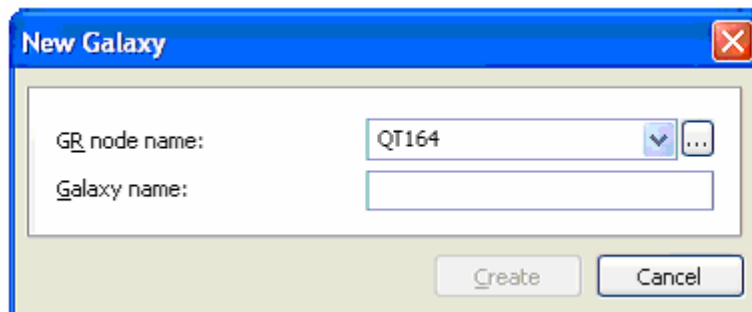 New Galaxy
GR node name: QT164 ...
Galaxy name:
Create Cancel